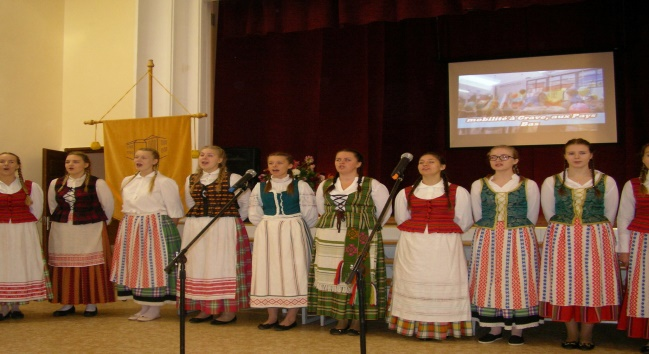 mobilité à Grave, aux Pays
Bas